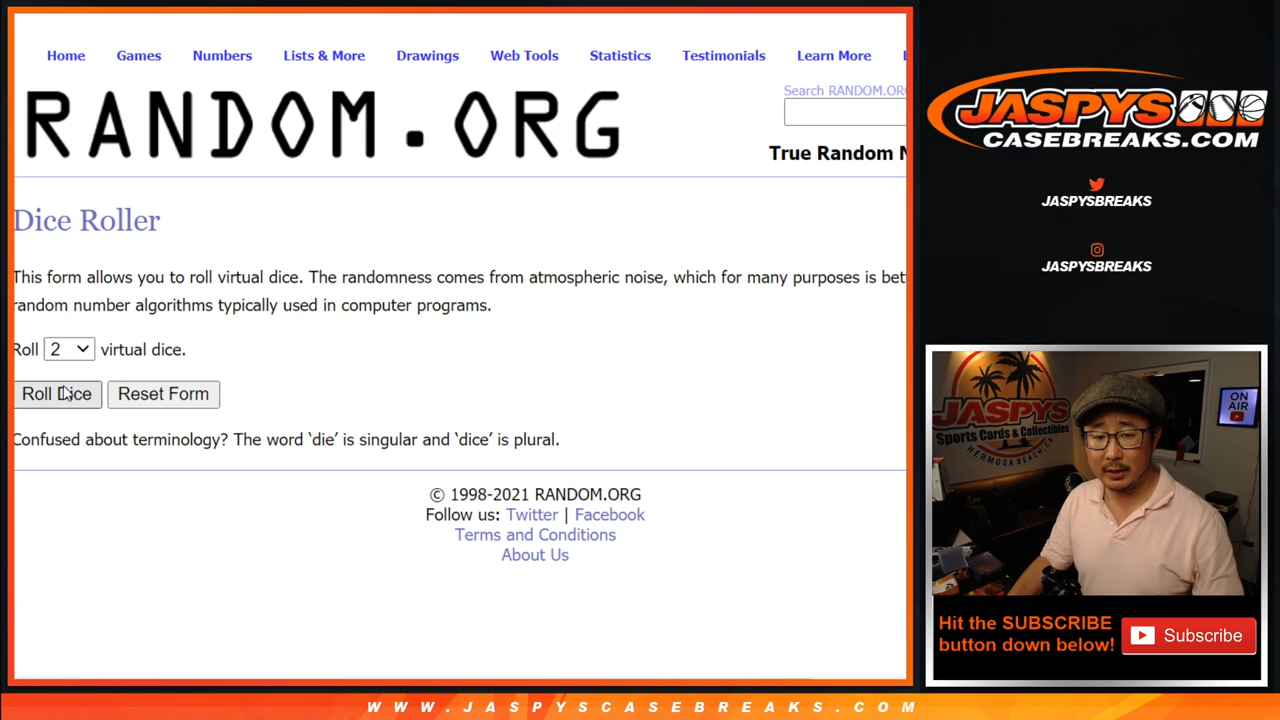 Home Games Numbers Lists & More Drawings Web Tools Statistics Testimonials Learn More
Search RANDOM.ORG
RANDOM.ORG
True Random N
Dice Roller
This form allows you to roll virtual dice. The randomness comes from atmospheric noise, which for many purposes is bet
random number algorithms typically used in computer programs.
Roll 2 virtual dice.
Roll Dice Reset Form
Confused about terminology? The word ‘die’ is singular and ‘dice’ is plural.
© 1998-2021 RANDOM.ORG
Follow us: Twitter | Facebook
Terms and Conditions
About Us
JASPYS
CASEBREAKS.COM
JASPYSBREAKS
JASPYSBREAKS
JASPYS
Sports Cards & Collectibles
HERMOSA BEACH, CA
ON
AIR
Hit the SUBSCRIBE
button down below!
Subscribe
WWW.JASPYSCASEBREAKS.COM